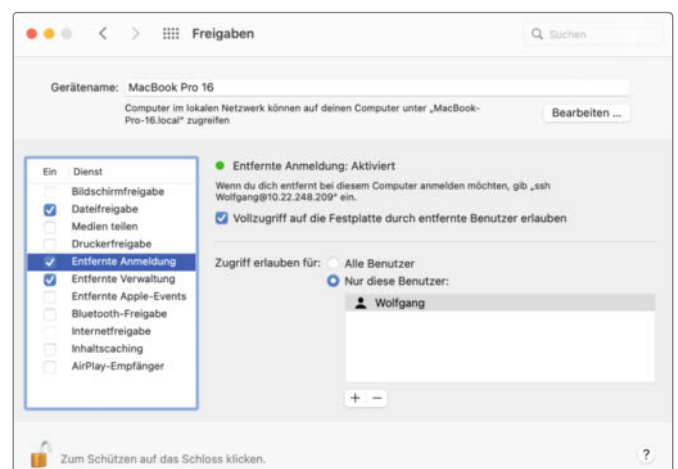 Freigaben
Suchen
Gerätename: MacBook Pro 16
Computer im lokalen Netzwerk können auf deinen Computer unter „MacBook-
Pro-16.local“ zugreifen
Bearbeiten ...
Ein Dienst
Bildschirmfreigabe
Dateifreigabe
Medien teilen
Druckerfreigabe
Entfernte Anmeldung
Entfernte Verwaltung
Entfernte Apple-Events
Bluetooth-Freigabe
Internetfreigabe
Inhaltscaching
AirPlay-Empfänger
Entfernte Anmeldung: Aktiviert
Wenn du dich entfernt bei diesem Computer anmelden möchten, gib „ssh
Wolfgang@10.22.248.209“ ein.
Vollzugriff auf die Festplatte durch entfernte Benutzer erlauben
Zugriff erlauben für: Alle Benutzer
Nur diese Benutzer:
Wolfgang
+ −
Zum Schützen auf das Schloss klicken.
?